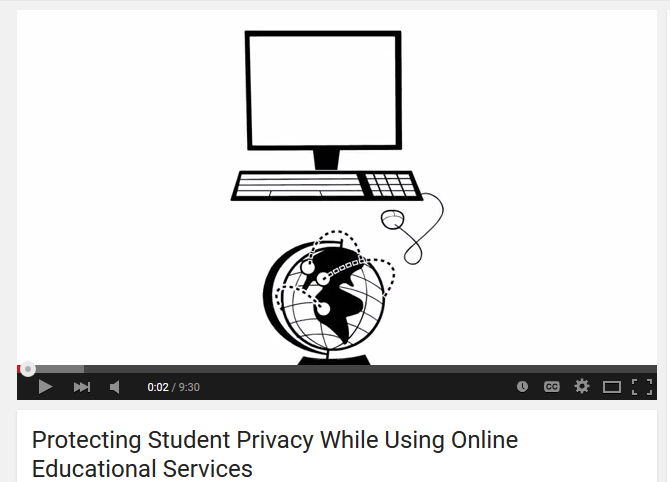 0:02 / 9:30
CC
Protecting Student Privacy While Using Online
Educational Services